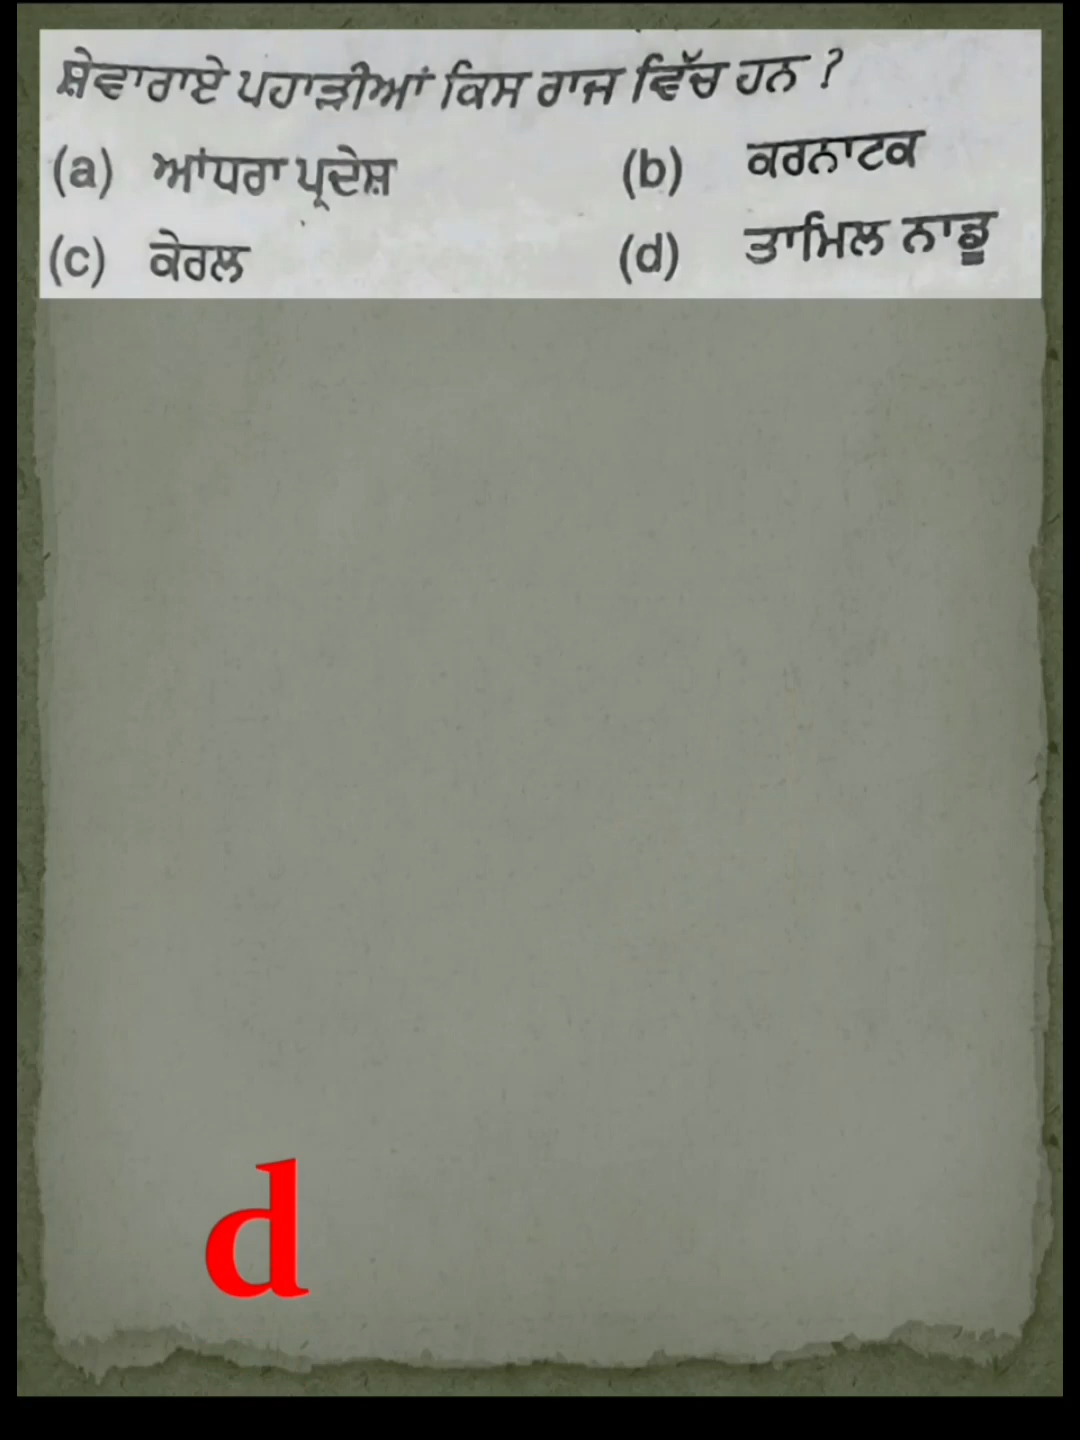 ਸ਼ੇਵਾਰਾਏ ਪਹਾੜੀਆਂ ਕਿਸ ਰਾਜ ਵਿੱਚ ਹਨ ?
(a) ਆਂਧਰਾ ਪ੍ਰਦੇਸ਼ (b) ਕਰਨਾਟਕ
(c) ਕੇਰਲ (d) ਤਾਮਿਲ ਨਾਡੂ
d